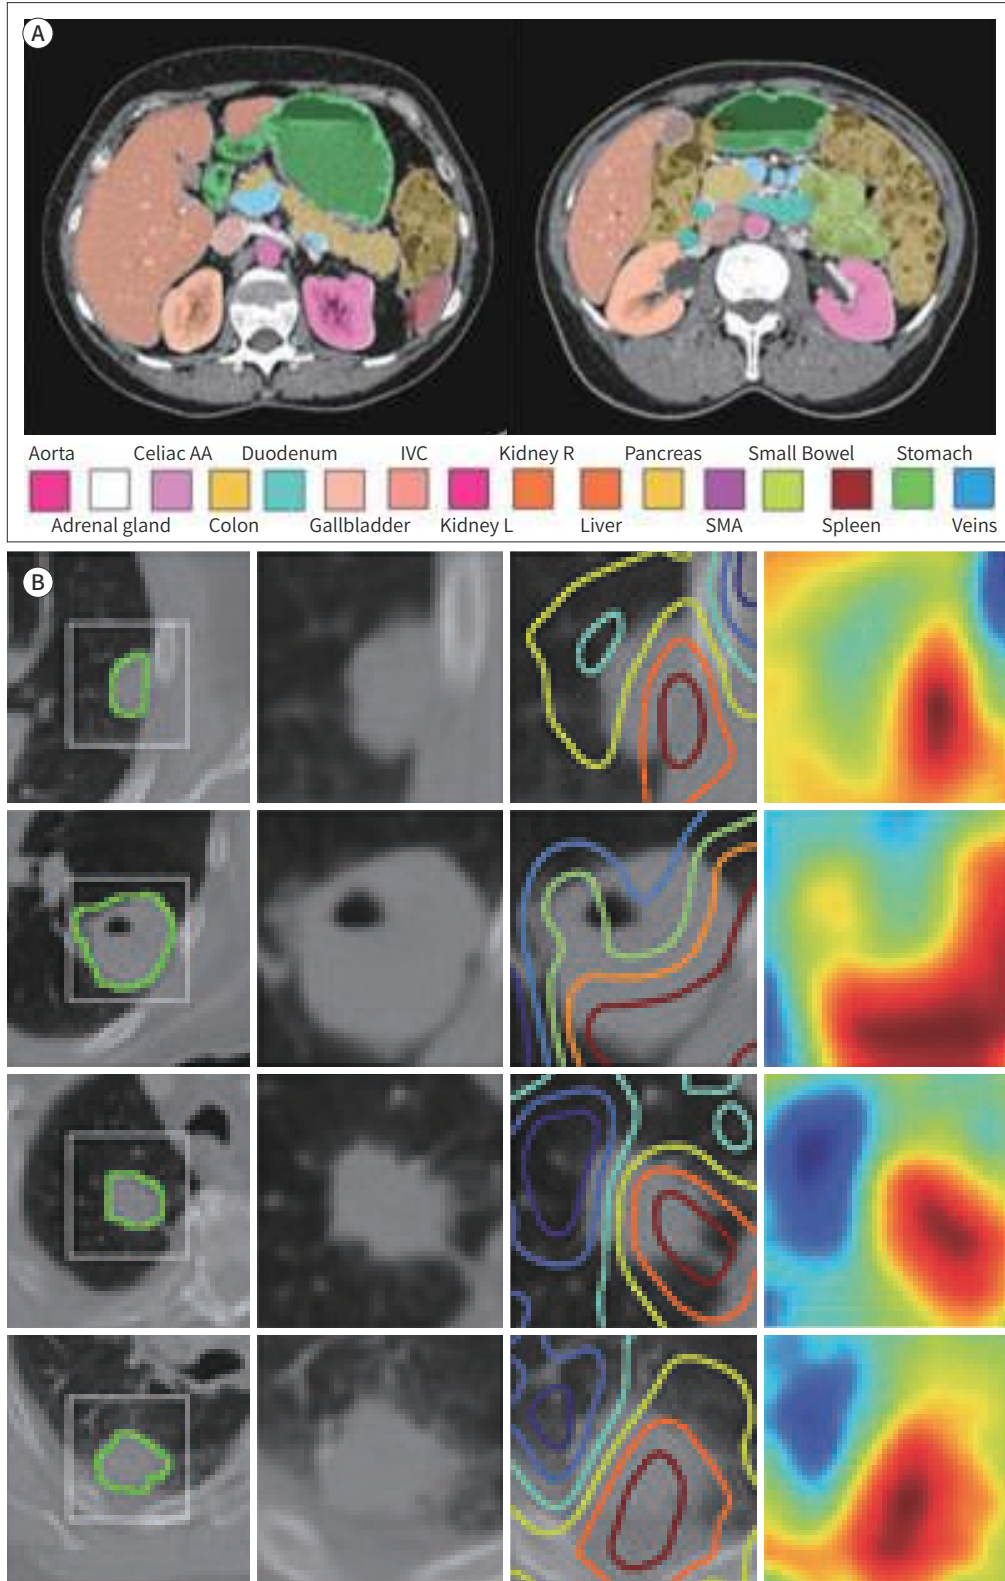 A
Aorta Celiac AA Duodenum IVC Kidney R Pancreas Small Bowel Stomach
Adrenal gland Colon Gallbladder Kidney L Liver SMA Spleen Veins
B